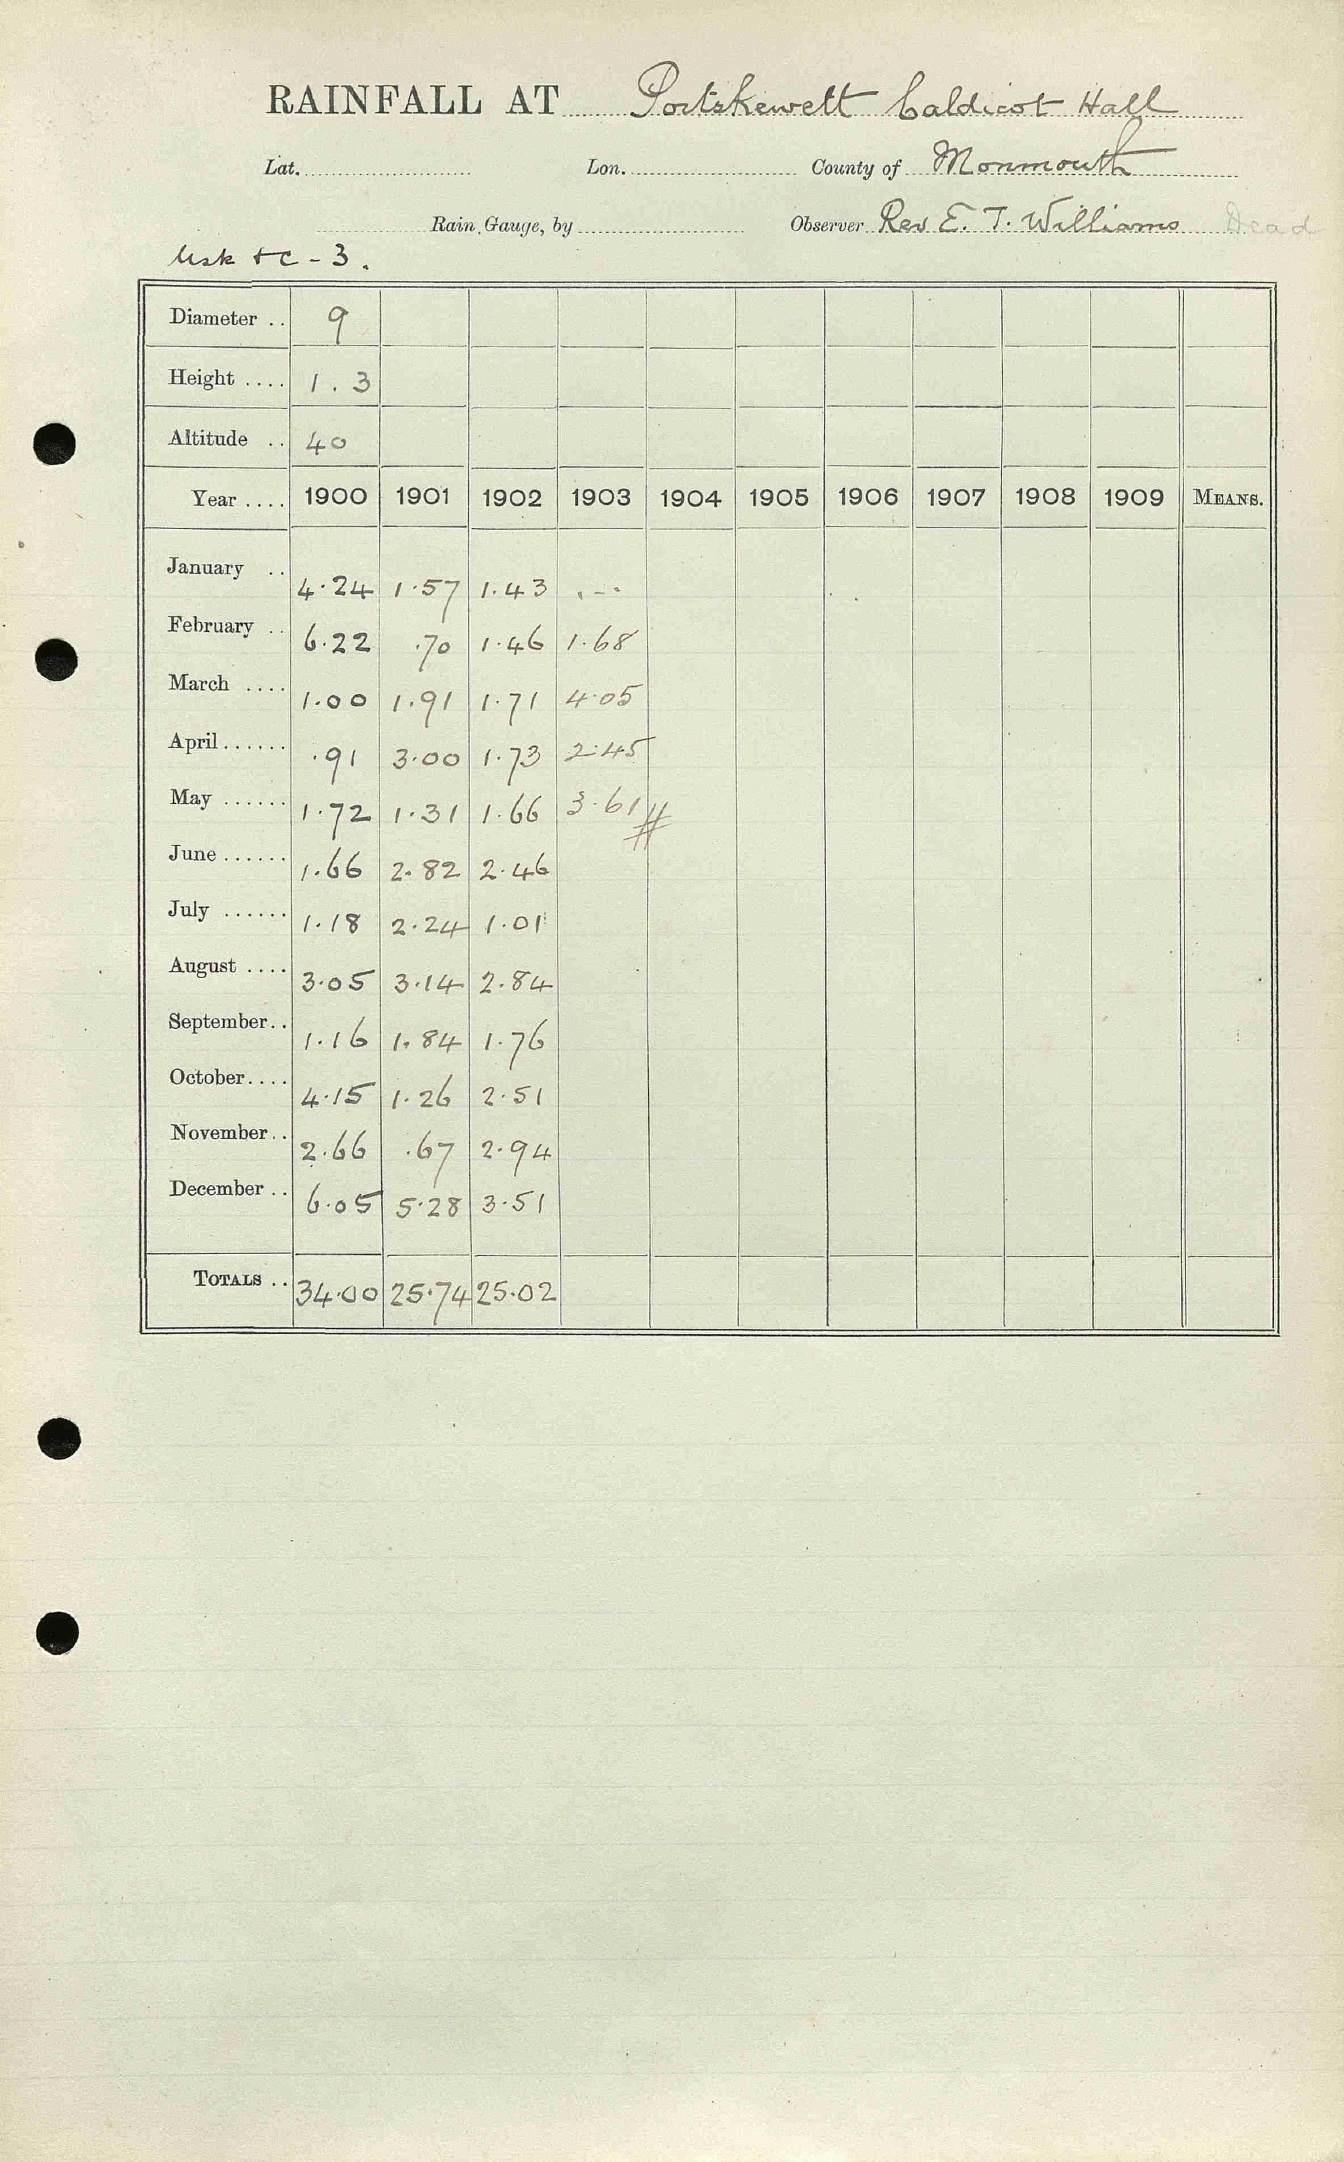 RAINFALL AT Portskewett Caldicot Hall
Lat. Lon. County of Monmouth
Rain Gauge, by Observer Rev E. T. Williams Dead
Usk & C - 3.
Diameter .. 9
Height .... 1.3
Altitude .. 40
Year .... 1900 1901 1902 1903 1904 1905 1906 1907 1908 1909 MEANS.
January .. 4.24 1.57 1.43 . - .
February .. 6.22 .70 1.46 1.68
March .... 1.00 1.91 1.71 4.05
April...... .91 3.00 1.73 2.45
May ...... 1.72 1.31 1.66 3.61 #
June...... 1.66 2.82 2.46
July ...... 1.18 2.24 1.01
August .... 3.05 3.14 2.84
September.. 1.16 1.84 1.76
October.... 4.15 1.26 2.51
November.. 2.66 .67 2.94
December .. 6.05 5.28 3.51
TOTALS .. 34.00 25.74 25.02